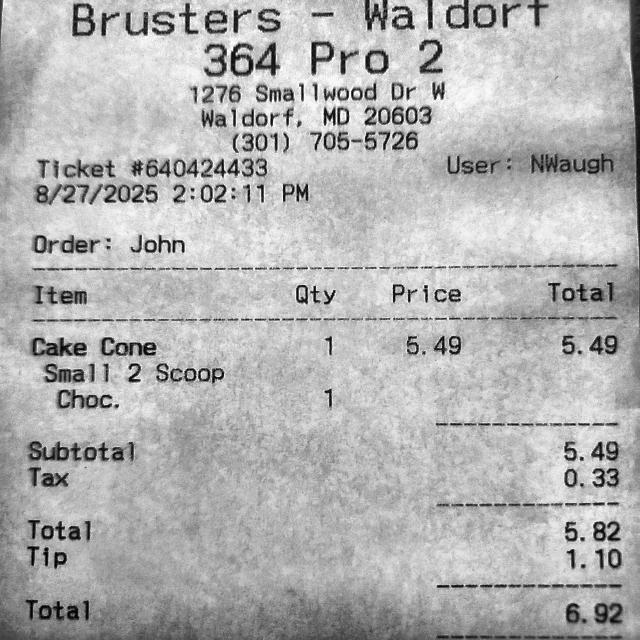 Brusters - Waldorf
364 Pro 2
1276 Smallwood Dr W
Waldorf, MD 20603
(301) 705-5726
Ticket #640424433 User: NWaugh
8/27/2025 2:02:11 PM
Order: John
Item Qty Price Total
Cake Cone 1 5.49 5.49
Small 2 Scoop
Choc. 1
Subtotal 5.49
Tax 0.33
Total 5.82
Tip 1.10
Total 6.92